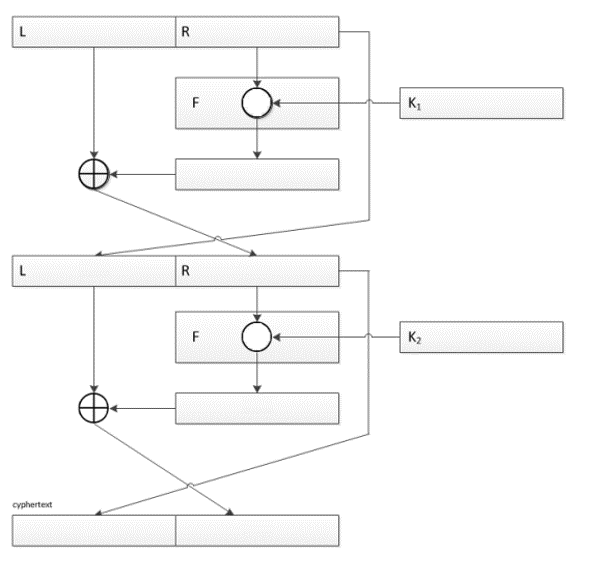 L R
F K₁
L R
F K₂
cyphertext